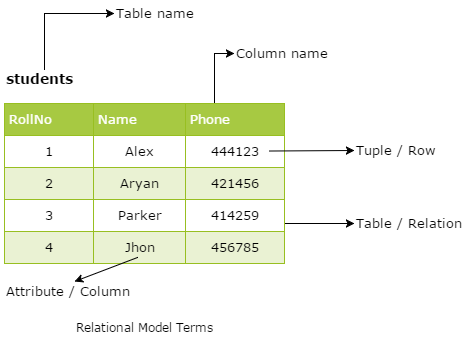 Table name
Column name
students
RollNo Name Phone
1 Alex 444123
Tuple / Row
2 Aryan 421456
3 Parker 414259
Table / Relation
4 Jhon 456785
Attribute / Column
Relational Model Terms